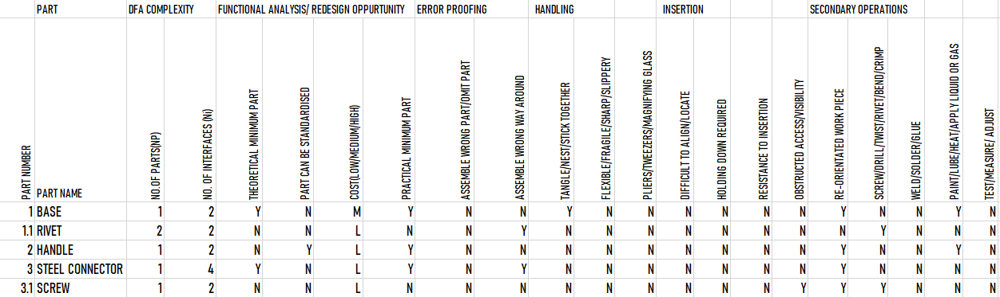 PART DFA COMPLEXITY FUNCTIONAL ANALYSIS/ REDESIGN OPPURTUNITY ERROR PROOFING HANDLING INSERTION SECONDARY OPERATIONS
PART NUMBER
PART NAME
NO.OF PARTS(NP)
NO. OF INTERFACES (Ni)
THEORETICAL MINIMUM PART
PART CAN BE STANDARDISED
COST(LOW/MEDIUM/HIGH)
PRACTICAL MINIMUM PART
ASSEMBLE WRONG PART/OMIT PART
ASSEMBLE WRONG WAY AROUND
TANGLE/NEST/STICK TOGETHER
FLEXIBLE/FRAGILE/SHARP/SLIPPERY
PLIERS/TWEEZERS/MAGNIFYING GLASS
DIFFICULT TO ALIGN/LOCATE
HOLDING DOWN REQUIRED
RESISTANCE TO INSERTION
OBSTRUCTED ACCESS/VISIBILITY
RE-ORIENTATED WORK PIECE
SCREW/DRILL/TWIST/RIVET/BEND/CRIMP
WELD/SOLDER/GLUE
PAINT/LUBE/HEAT/APPLY LIQUID OR GAS
TEST/MEASURE/ ADJUST
1 BASE 1 2 Y N M Y N N Y N N N N N N Y N N Y N
1.1 RIVET 2 2 N N L N N Y N N N N N N N N Y N N N
2 HANDLE 1 2 N Y L Y N N N N N N N N N Y N N Y N
3 STEEL CONNECTOR 1 4 Y N L Y N Y N N N N N N N Y N N N N
3.1 SCREW 1 2 N N L N N N N N N N N N Y Y Y N N N